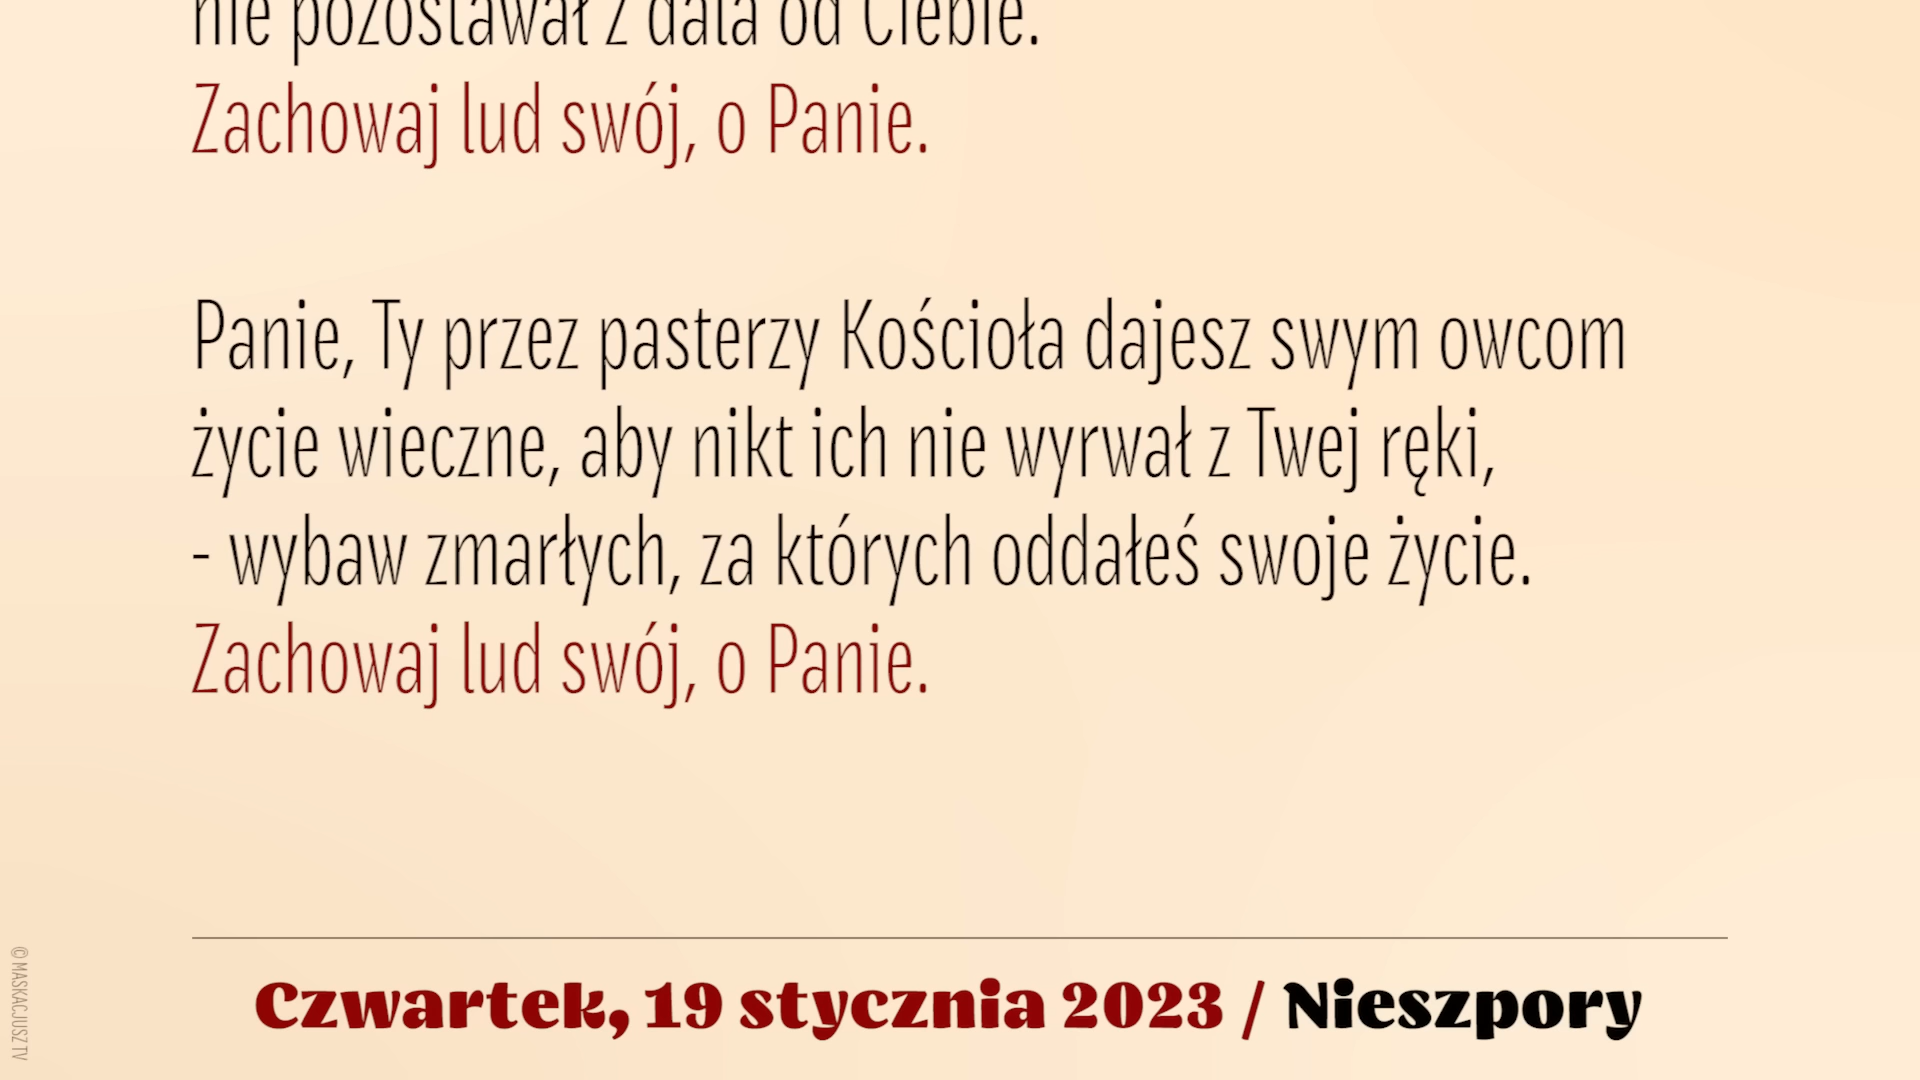 nie pozostawał z dala od Ciebie.
Zachowaj lud swój, o Panie.
Panie, Ty przez pasterzy Kościoła dajesz swym owcom
życie wieczne, aby nikt ich nie wyrwał z Twej ręki,
- wybaw zmarłych, za których oddałeś swoje życie.
Zachowaj lud swój, o Panie.
Czwartek, 19 stycznia 2023 / Nieszpory
© MASKACJUSZ TV